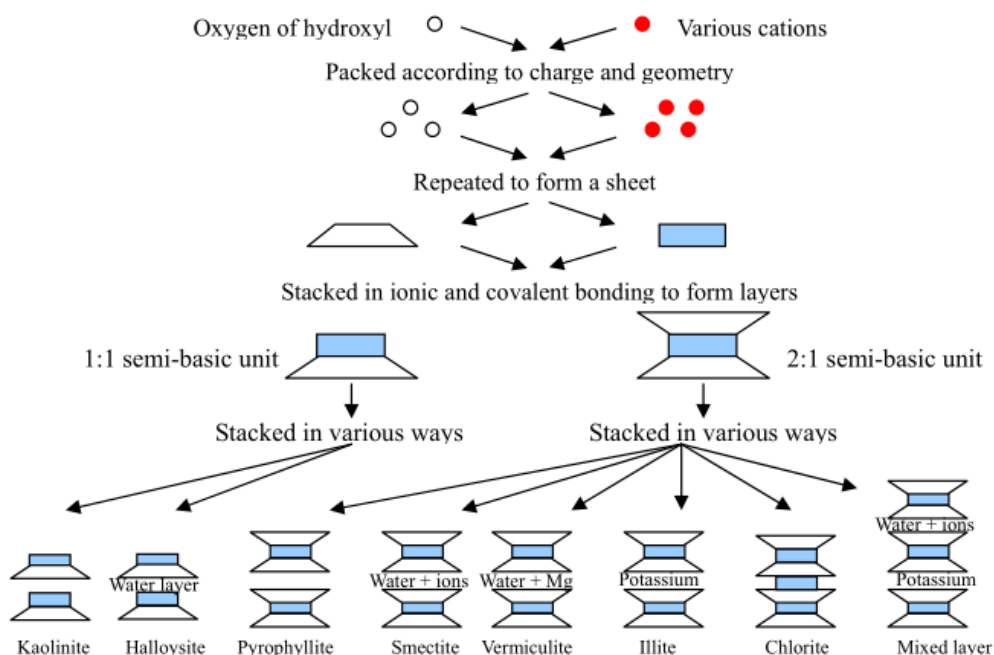 Oxygen of hydroxyl
Various cations
Packed according to charge and geometry
Repeated to form a sheet
Stacked in ionic and covalent bonding to form layers
1:1 semi-basic unit
2:1 semi-basic unit
Stacked in various ways
Stacked in various ways
Water + ions
Water layer
Water + ions
Water + Mg
Potassium
Potassium
Kaolinite
Halloysite
Pyrophyllite
Smectite
Vermiculite
Illite
Chlorite
Mixed layer